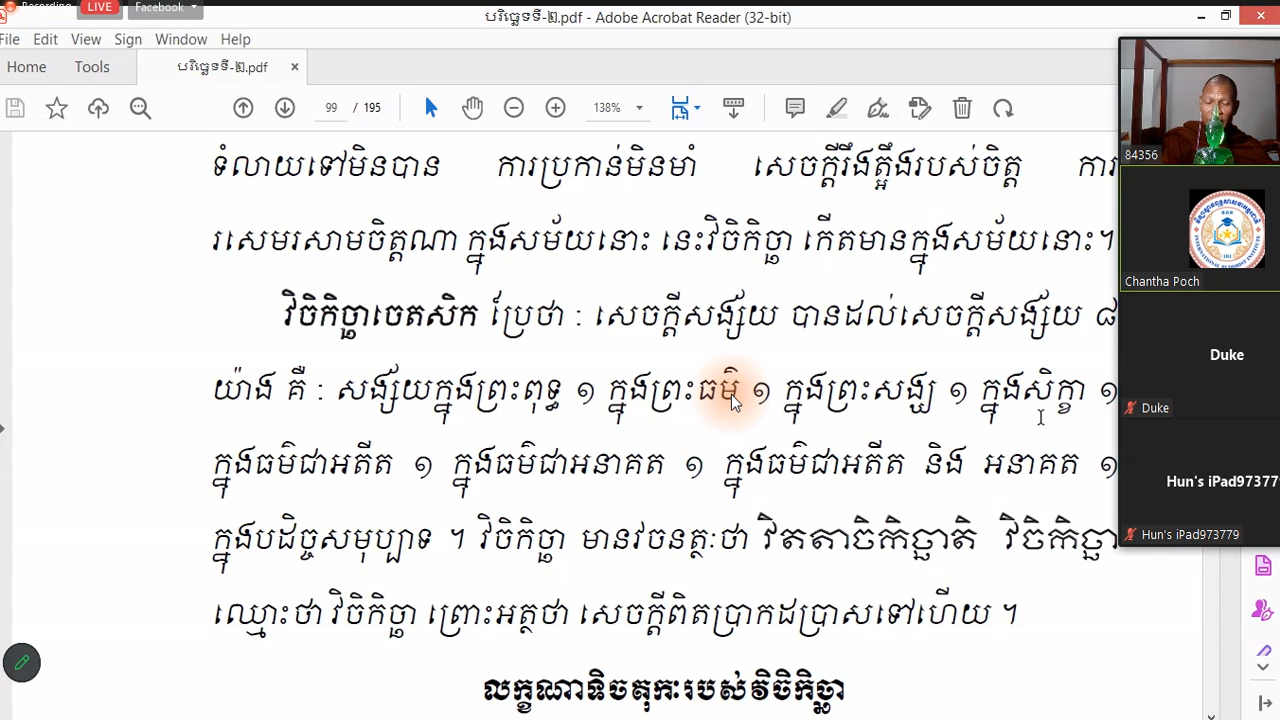 Recording
LIVE
Facebook
បរិច្ឆេទទី-២.pdf - Adobe Acrobat Reader (32-bit)
File Edit View Sign Window Help
Home Tools បរិច្ឆេទទី-២.pdf
99 / 195 138%
ទំលាយទៅមិនបាន ការប្រកាន់មិនមាំ សេចក្តីរឹងត្អឹងរបស់ចិត្ត ការ
រសេមរសាមចិត្តណា ក្នុងសម័យនោះ នេះវិចិកិច្ឆា កើតមានក្នុងសម័យនោះ។
វិចិកិច្ឆាចេតសិក ប្រែថា : សេចក្តីសង្ស័យ បានដល់សេចក្តីសង្ស័យ ៨
យ៉ាង គឺ : សង្ស័យក្នុងព្រះពុទ្ធ ១ ក្នុងព្រះធម៌ ១ ក្នុងព្រះសង្ឃ ១ ក្នុងសិក្ខា ១
ក្នុងធម៌ជាអតីត ១ ក្នុងធម៌ជាអនាគត ១ ក្នុងធម៌ជាអតីត និង អនាគត ១
ក្នុងបដិច្ចសមុប្បាទ ។ វិចិកិច្ឆា មានវចនត្ថៈថា វិតតាចិកិច្ឆាតិ វិចិកិច្ឆា
ឈ្មោះថា វិចិកិច្ឆា ព្រោះអត្ថថា សេចក្តីពិតប្រាកដប្រាសទៅហើយ ។
លក្ខណាទិចតុកៈរបស់វិចិកិច្ឆា
84356
INTERNATIONAL BUDDHIST INSTITUTE
Chantha Poch
Duke
Duke
Hun's iPad97377
Hun's iPad973779